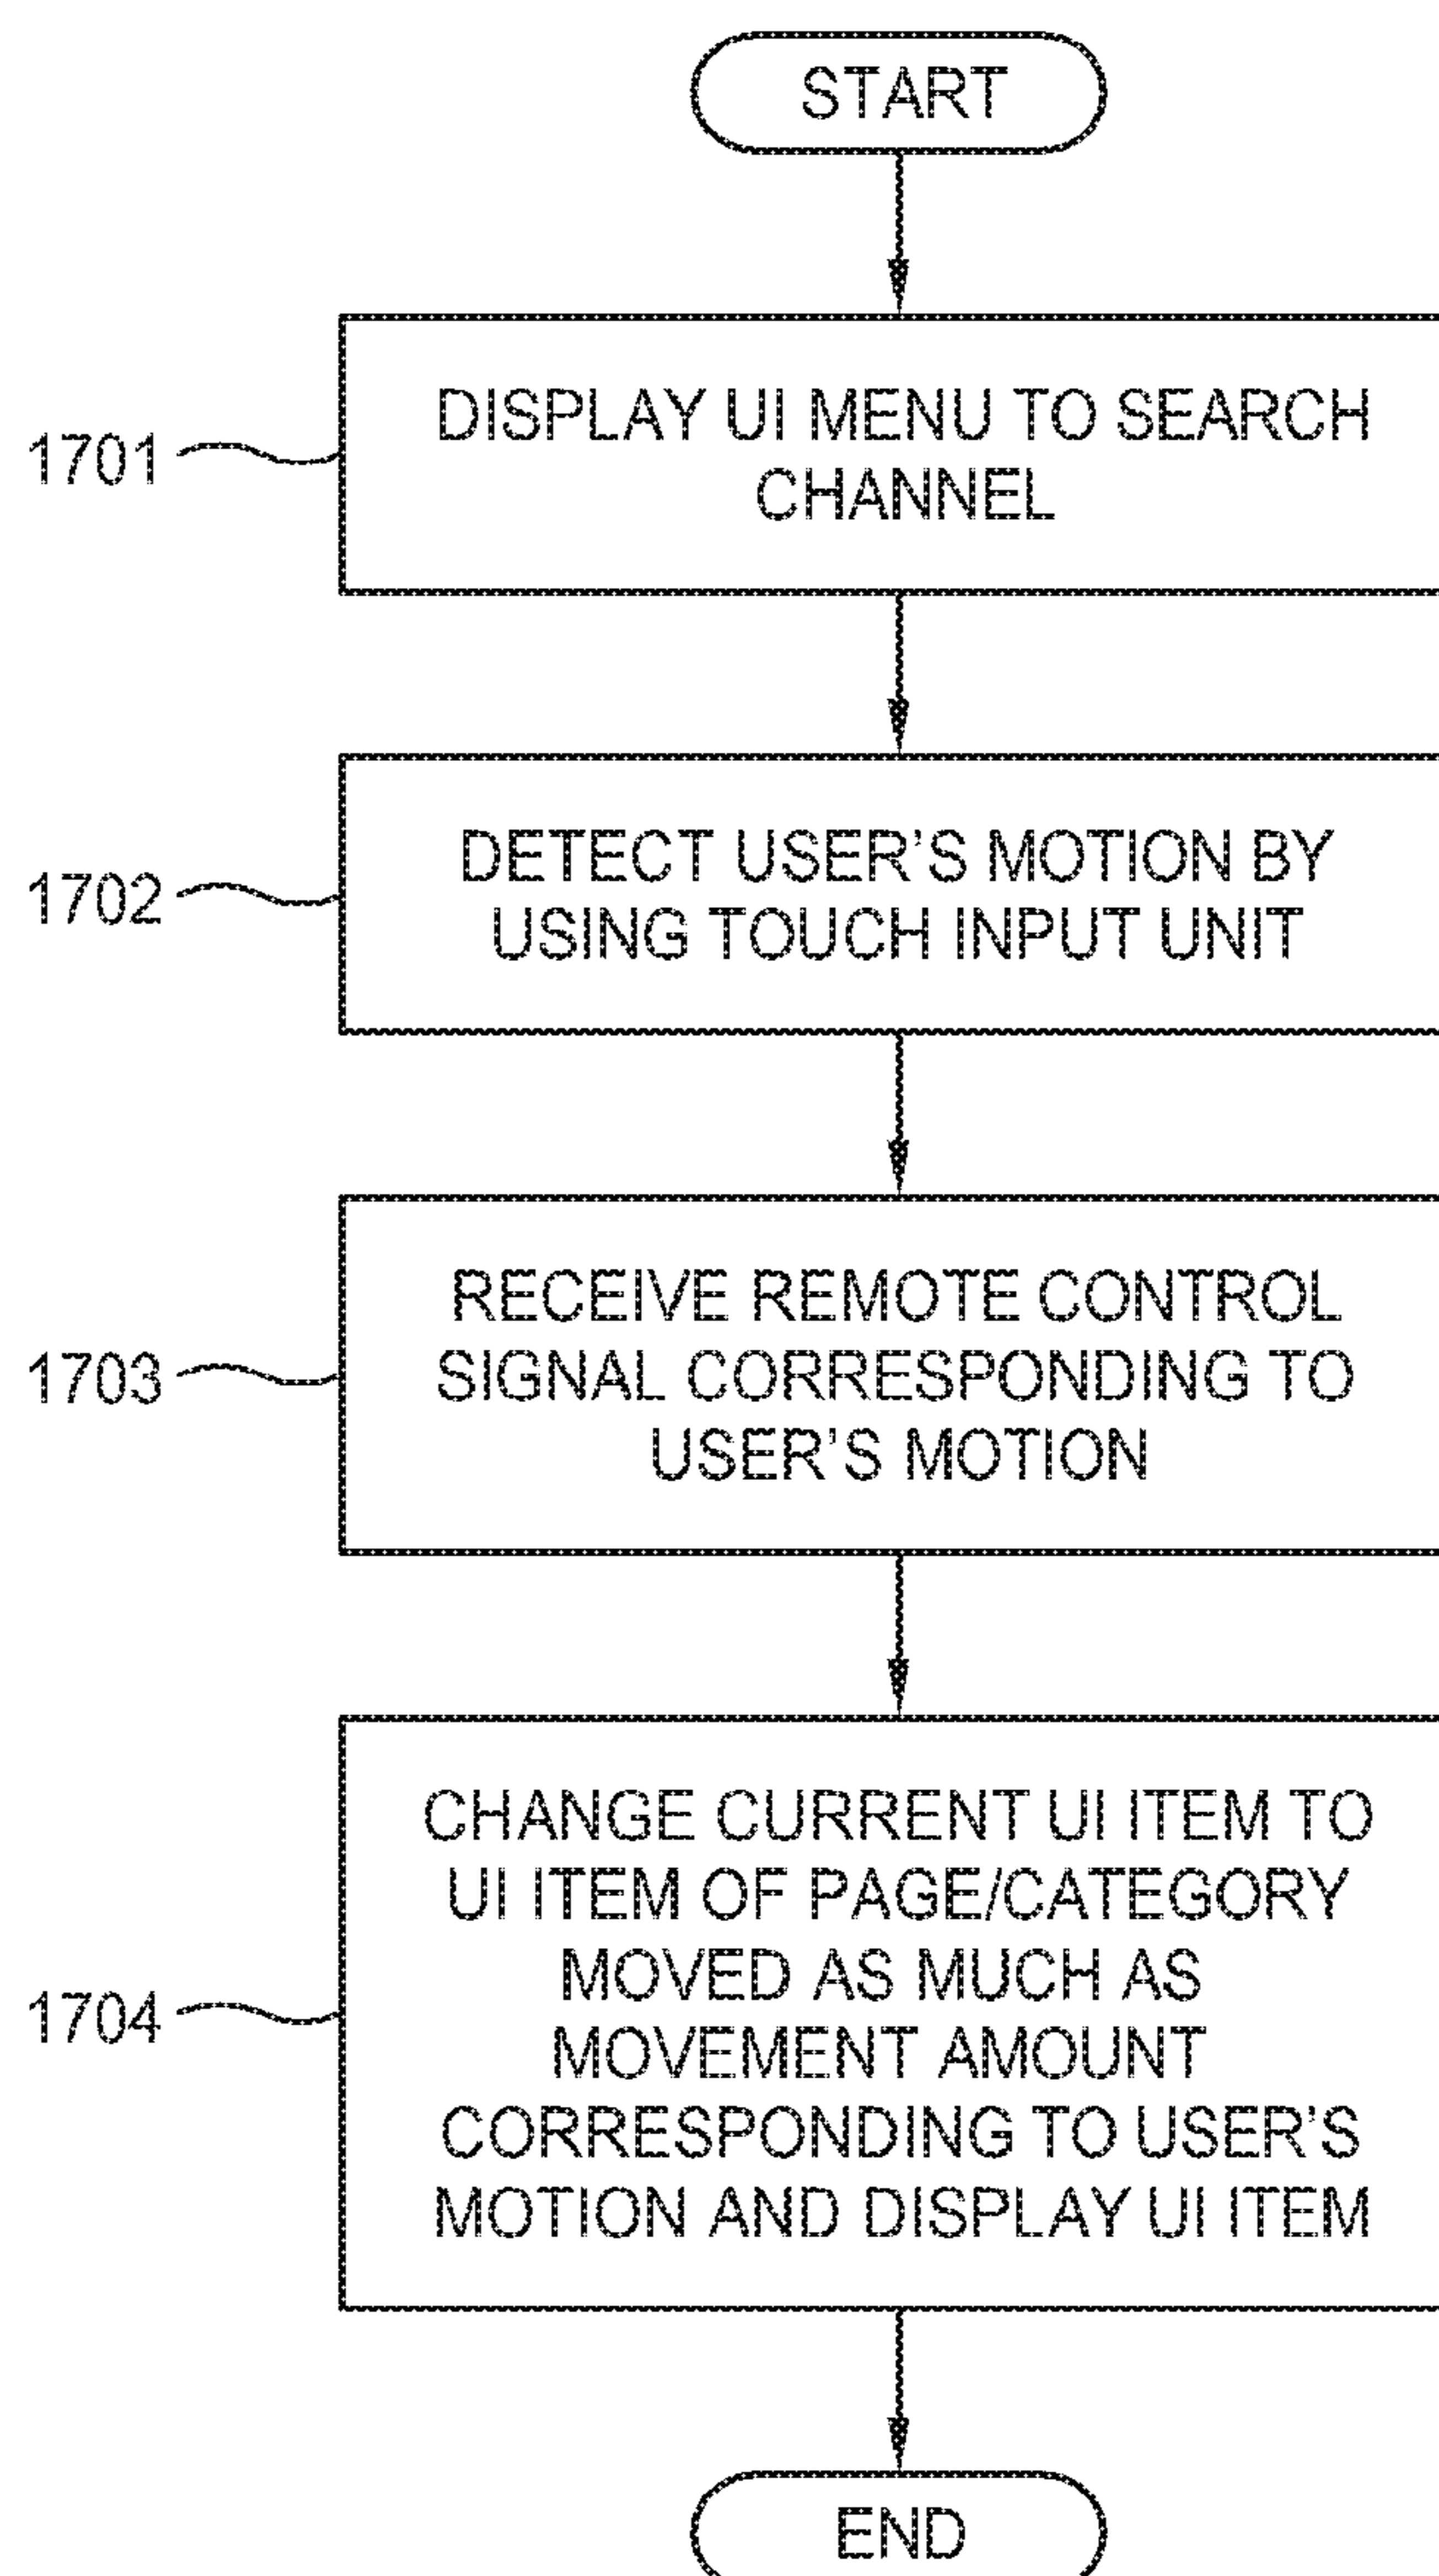 START
1701
DISPLAY UI MENU TO SEARCH
CHANNEL
1702
DETECT USER'S MOTION BY
USING TOUCH INPUT UNIT
1703
RECEIVE REMOTE CONTROL
SIGNAL CORRESPONDING TO
USER'S MOTION
1704
CHANGE CURRENT UI ITEM TO
UI ITEM OF PAGE/CATEGORY
MOVED AS MUCH AS
MOVEMENT AMOUNT
CORRESPONDING TO USER'S
MOTION AND DISPLAY UI ITEM
END